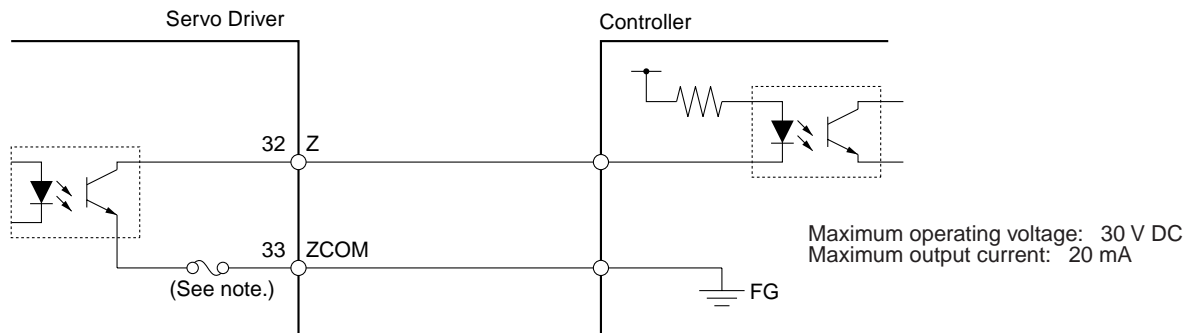 Servo Driver
Controller
32 Z
33 ZCOM
(See note.)
FG
Maximum operating voltage: 30 V DC
Maximum output current: 20 mA